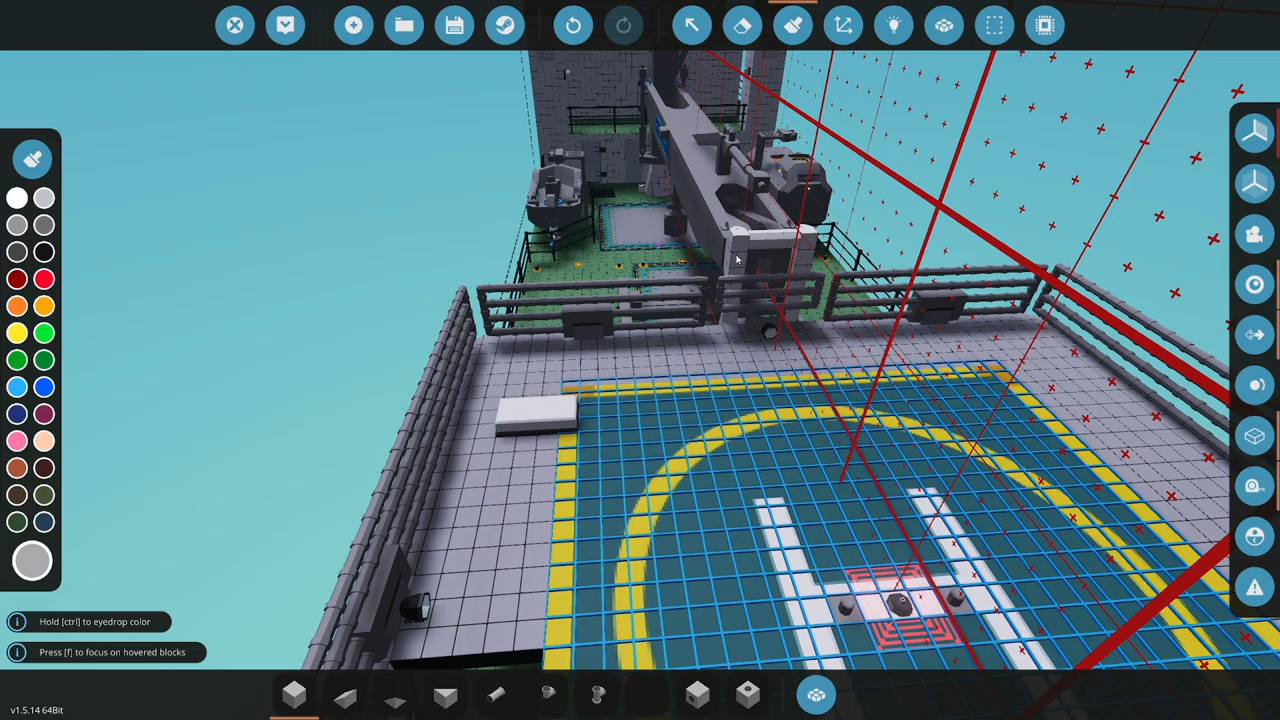 Hold [ctrl] to eyedrop color
Press [f] to focus on hovered blocks
v1.5.14 64Bit